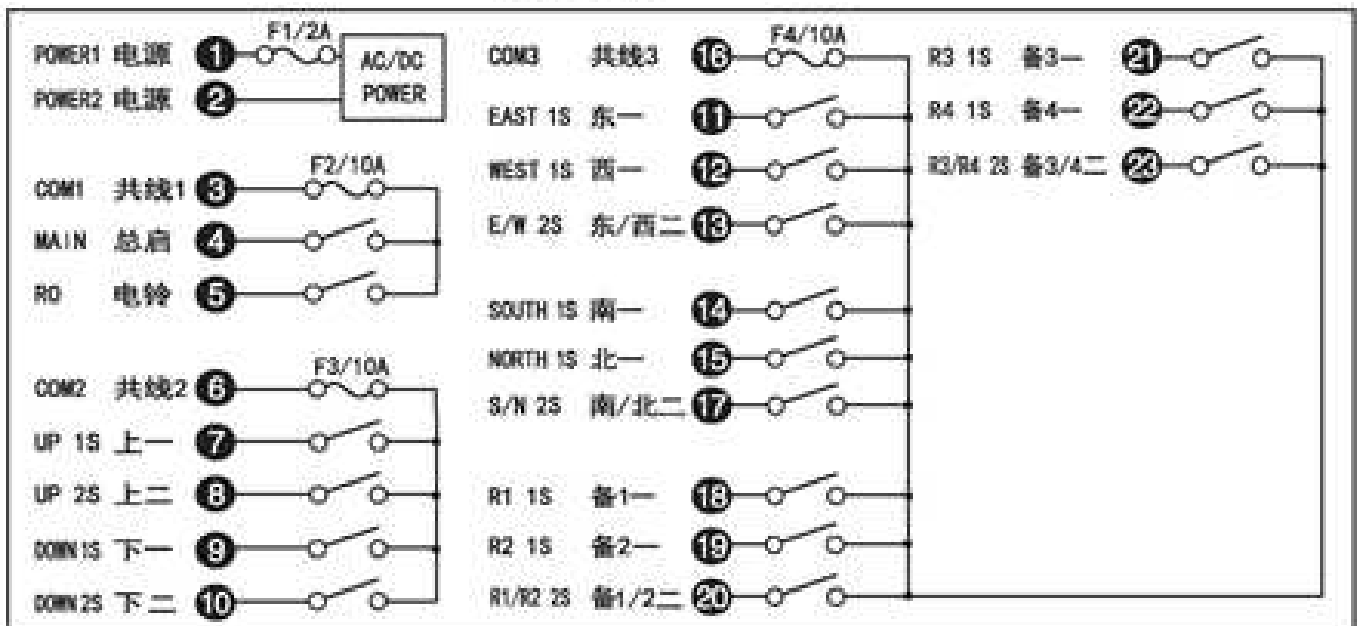 F1/2A
POWER1 电源 1
AC/DC
POWER
POWER2 电源 2
F2/10A
COM1 共线1 3
MAIN 总启 4
RO 电铃 5
F3/10A
COM2 共线2 6
UP 1S 上一 7
UP 2S 上二 8
DOWN1S 下一 9
DOWN2S 下二 10
F4/10A
COM3 共线3 16
EAST 1S 东一 11
WEST 1S 西一 12
E/W 2S 东/西二 13
SOUTH 1S 南一 14
NORTH 1S 北一 15
S/N 2S 南/北二 17
R1 1S 备1一 18
R2 1S 备2一 19
R1/R2 2S 备1/2二 20
R3 1S 备3一 21
R4 1S 备4一 22
R3/R4 2S 备3/4二 23